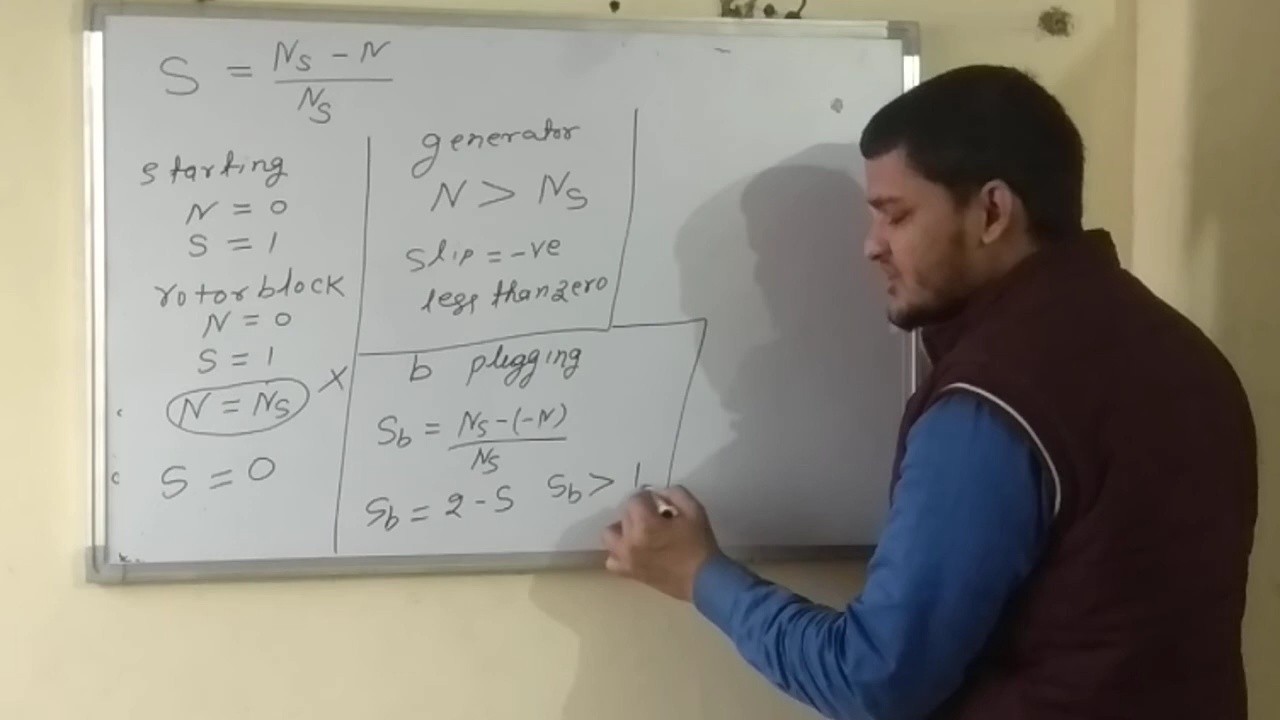 S = Ns - N / Ns
starting
N = 0
S = 1
rotor block
N = 0
S = 1
N = Ns ×
S = 0
generator
N > Ns
Slip = -ve
less than zero
b plugging
Sb = Ns - (-N) / Ns
Sb = 2 - S Sb > 1